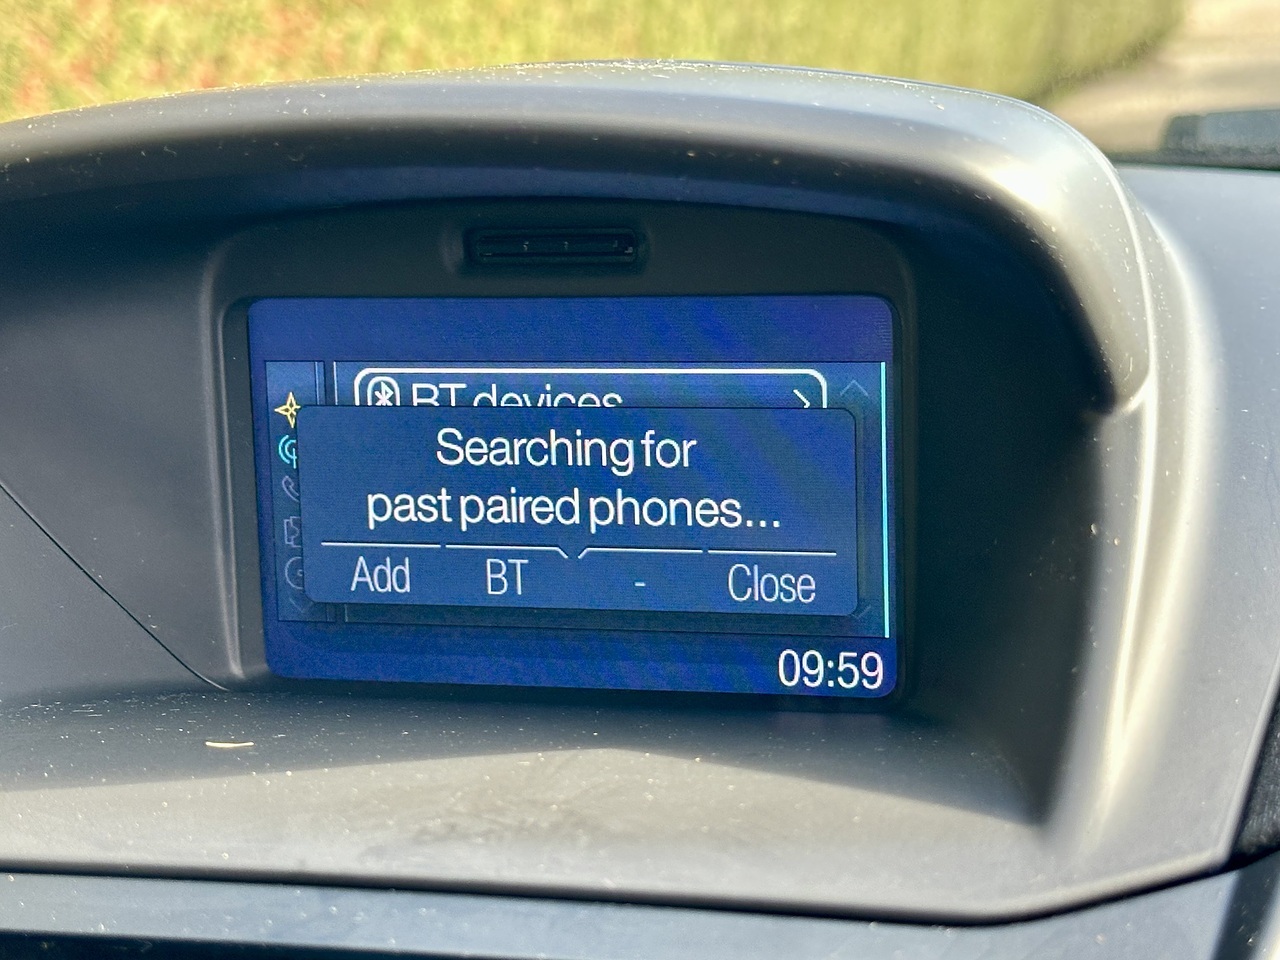 BT devices
Searching for
past paired phones...
Add BT - Close
09:59